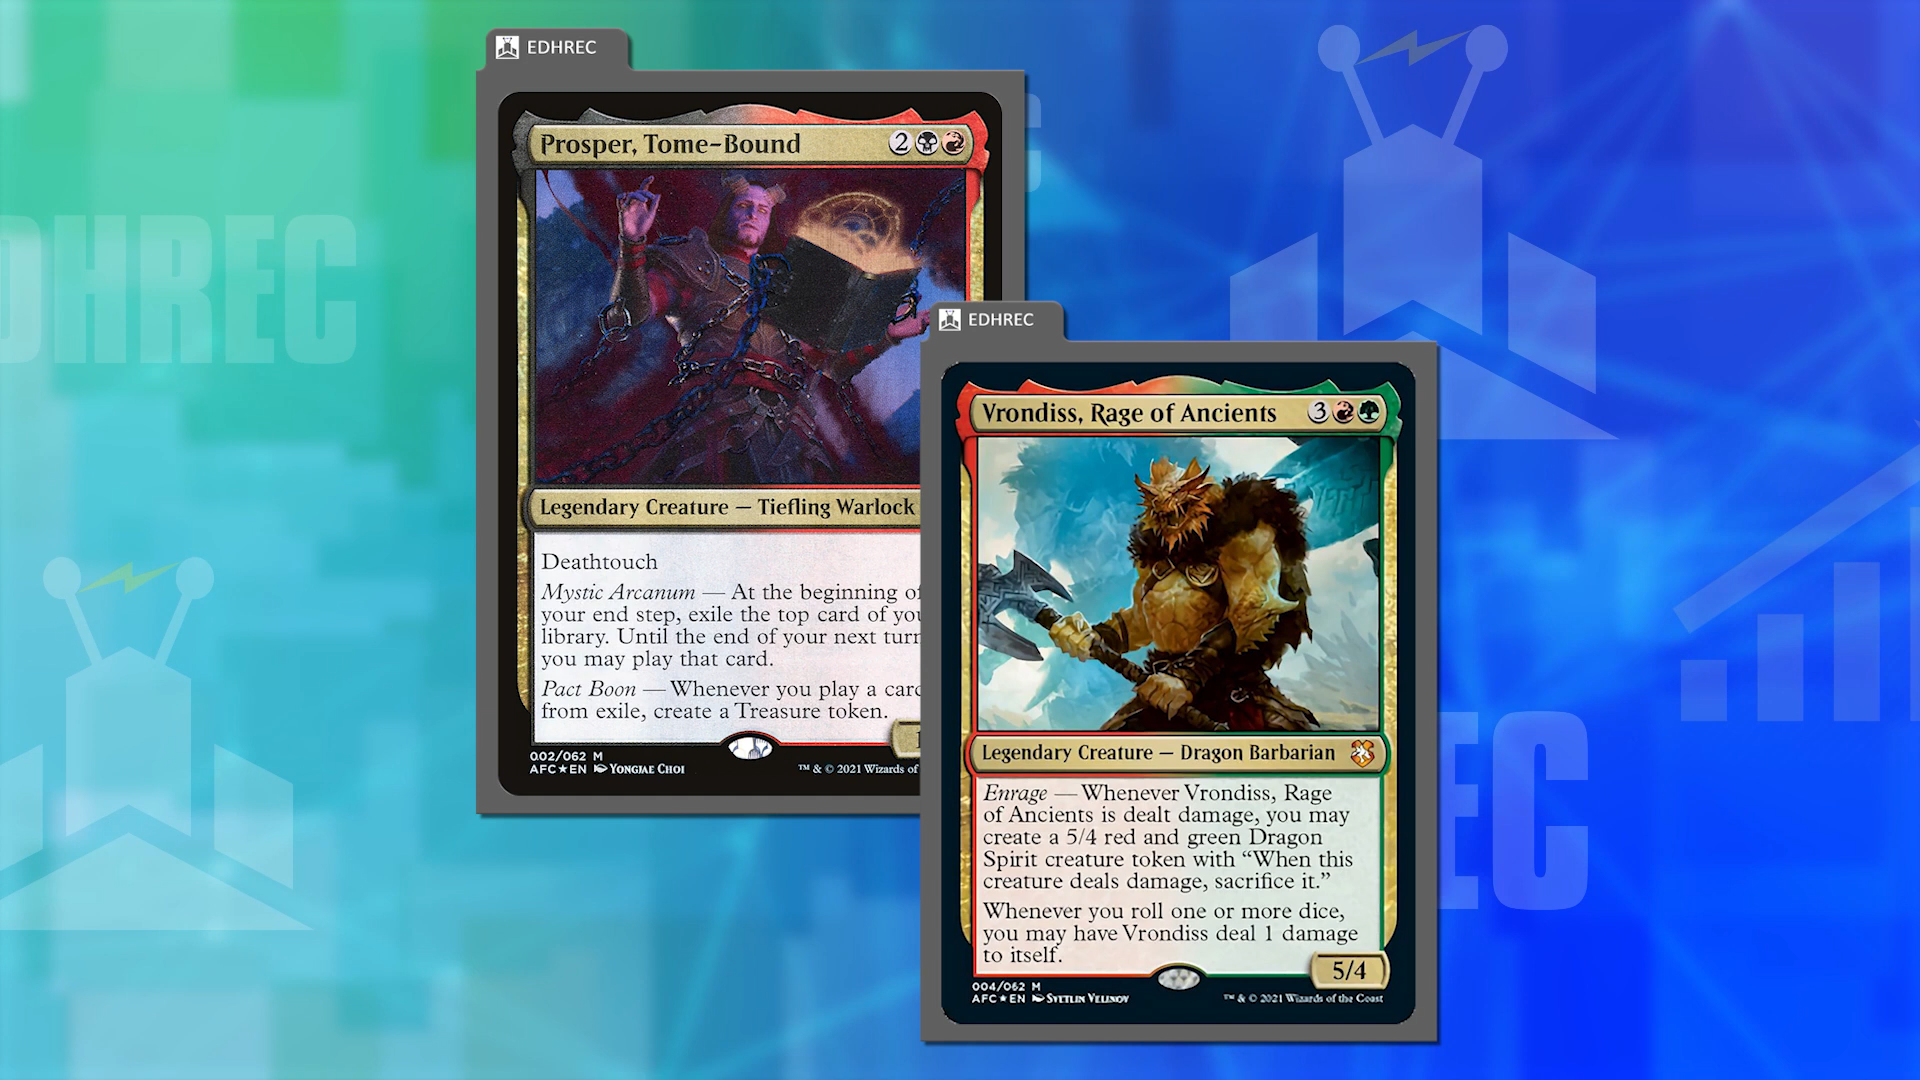 EDHREC
Prosper, Tome-Bound
2
Legendary Creature — Tiefling Warlock
Deathtouch
Mystic Arcanum — At the beginning of
your end step, exile the top card of
library. Until the end of your next turn
you may play that card.
Pact Boon — Whenever you play a card
from exile, create a Treasure token.
002/062 M
AFC★EN YONGJAE CHOI
™ & © 2021 Wizards of
EDHREC
Vrondiss, Rage of Ancients
3
Legendary Creature — Dragon Barbarian
Enrage — Whenever Vrondiss, Rage
of Ancients is dealt damage, you may
create a 5/4 red and green Dragon
Spirit creature token with “When this
creature deals damage, sacrifice it.”
Whenever you roll one or more dice,
you may have Vrondiss deal 1 damage
to itself.
5/4
004/062 M
AFC★EN SVETLIN VELINOV
™ & © 2021 Wizards of the Coast
DHREC
EC